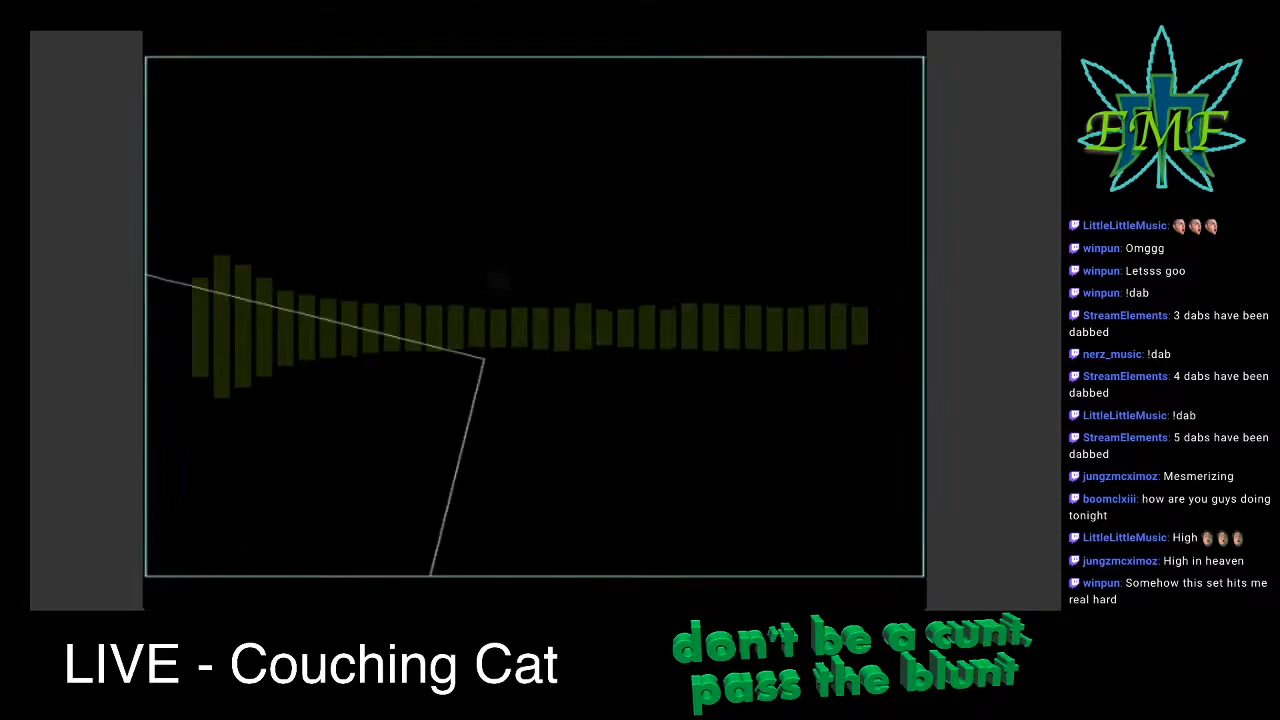 EMF
LittleLittleMusic:
winpun: Omggg
winpun: Letsss goo
winpun: !dab
StreamElements: 3 dabs have been
dabbed
nerz_music: !dab
StreamElements: 4 dabs have been
dabbed
LittleLittleMusic: !dab
StreamElements: 5 dabs have been
dabbed
jungzmcximoz: Mesmerizing
boomclxiii: how are you guys doing
tonight
LittleLittleMusic: High
jungzmcximoz: High in heaven
winpun: Somehow this set hits me
real hard
LIVE - Couching Cat
don't be a cunt,
pass the blunt